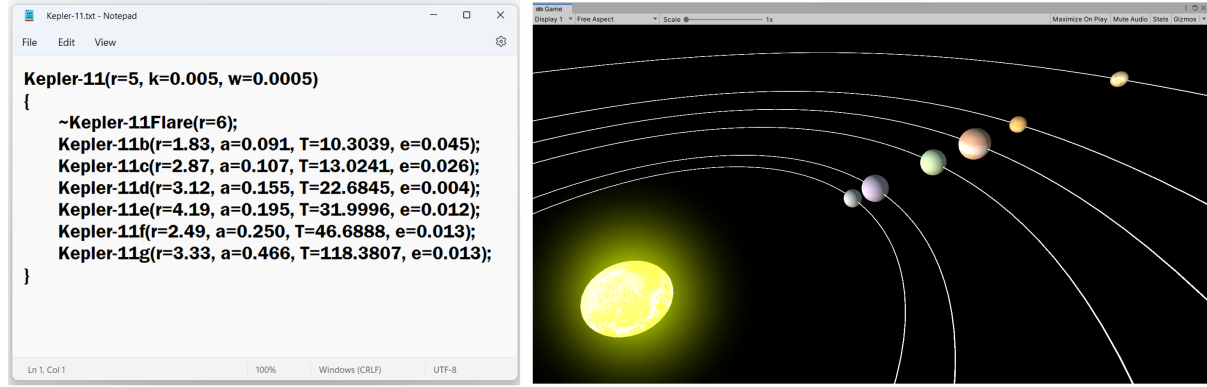 Kepler-11.txt - Notepad
File Edit View
Kepler-11(r=5, k=0.005, w=0.0005)
{
~Kepler-11Flare(r=6);
Kepler-11b(r=1.83, a=0.091, T=10.3039, e=0.045);
Kepler-11c(r=2.87, a=0.107, T=13.0241, e=0.026);
Kepler-11d(r=3.12, a=0.155, T=22.6845, e=0.004);
Kepler-11e(r=4.19, a=0.195, T=31.9996, e=0.012);
Kepler-11f(r=2.49, a=0.250, T=46.6888, e=0.013);
Kepler-11g(r=3.33, a=0.466, T=118.3807, e=0.013);
}
Ln 1, Col 1 100% Windows (CRLF) UTF-8
Game
Display 1 Free Aspect Scale 1x Maximize On Play Mute Audio Stats Gizmos